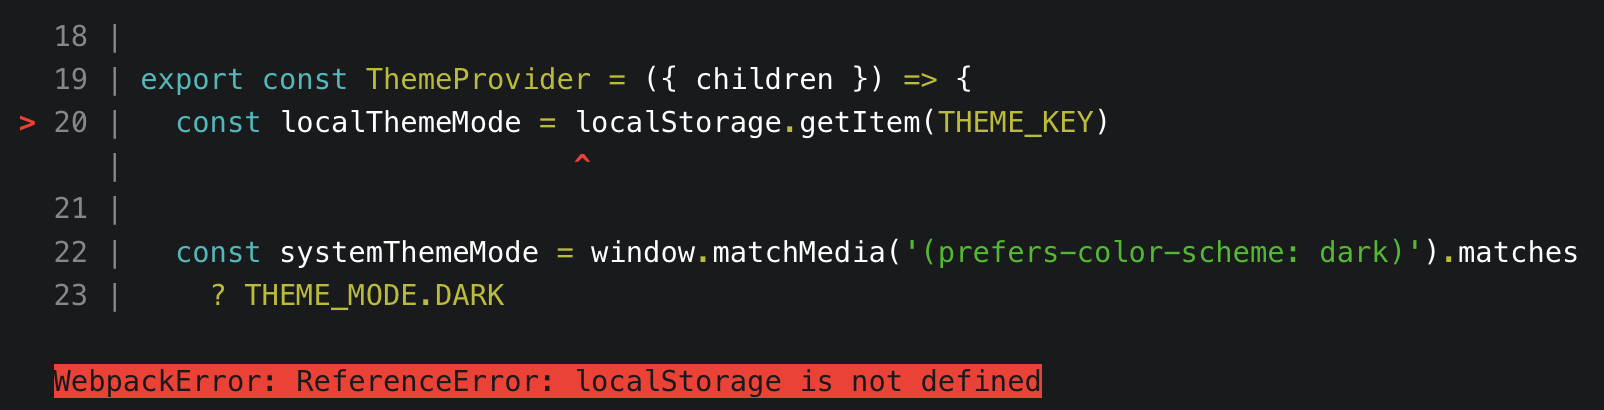 18 |
19 | export const ThemeProvider = ({ children }) => {
> 20 |   const localThemeMode = localStorage.getItem(THEME_KEY)
|                          ^
21 |
22 |   const systemThemeMode = window.matchMedia('(prefers-color-scheme: dark)').matches
23 |     ? THEME_MODE.DARK
WebpackError: ReferenceError: localStorage is not defined